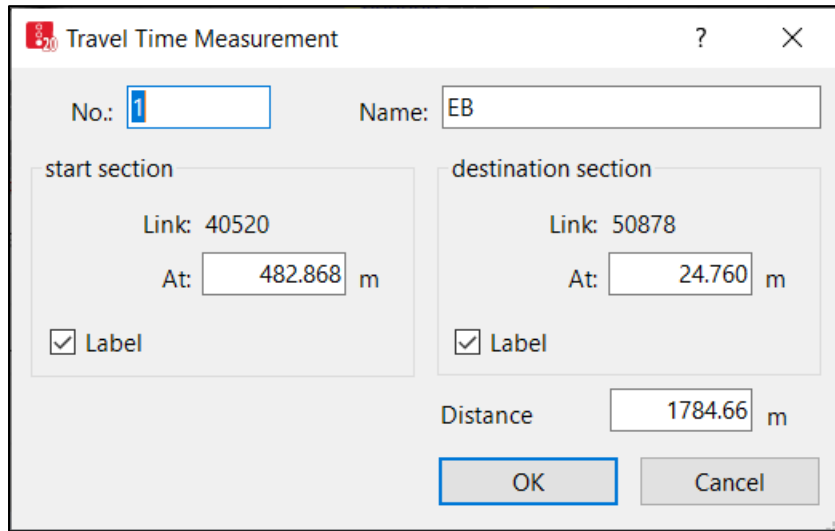 20 Travel Time Measurement ? ×
No.: 1 Name: EB
start section destination section
Link: 40520 Link: 50878
At: 482.868 m At: 24.760 m
Label Label
Distance 1784.66 m
OK Cancel